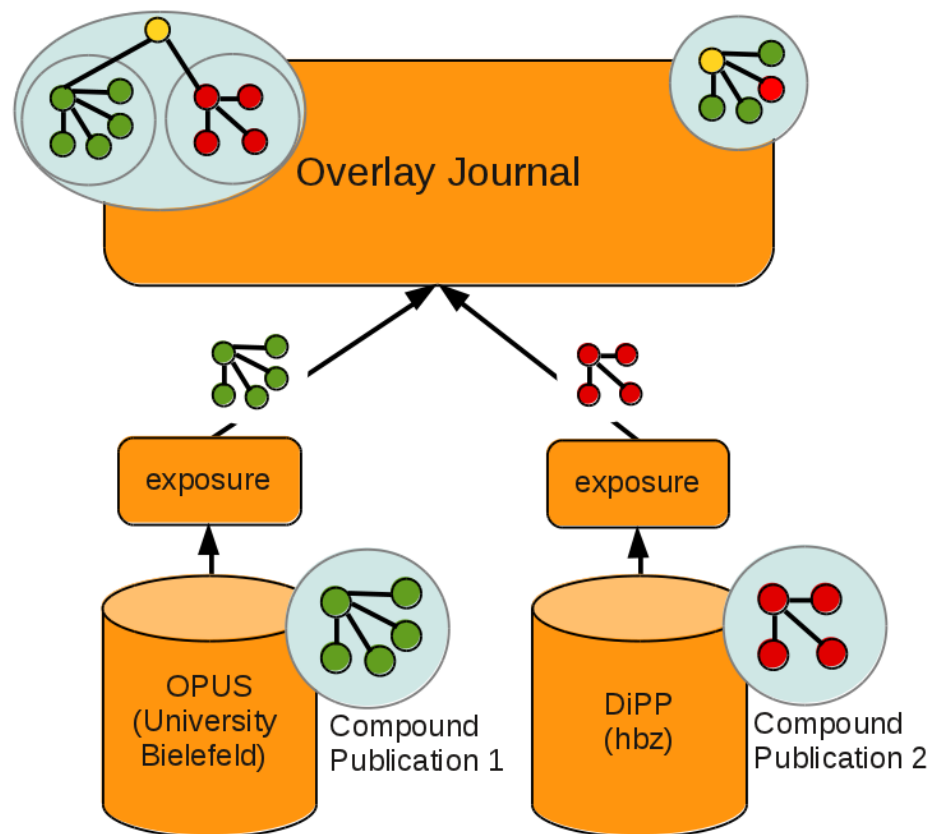 Overlay Journal
exposure
exposure
OPUS
(University
Bielefeld)
Compound
Publication 1
DiPP
(hbz)
Compound
Publication 2